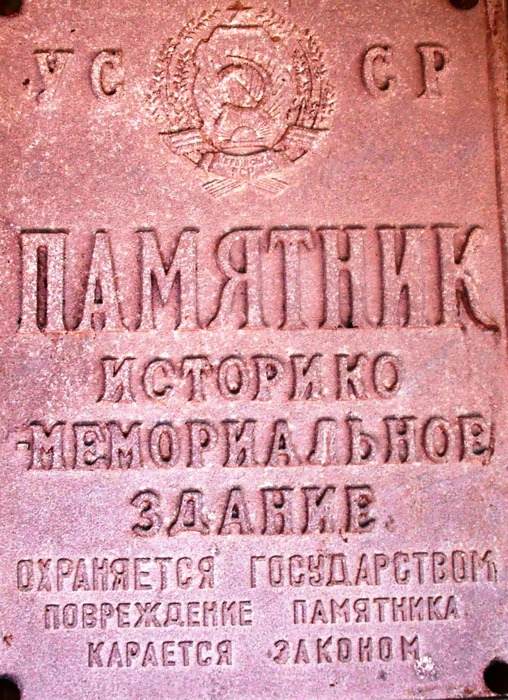 УС СР
ПАМЯТНИК
ИСТОРИКО
-МЕМОРИАЛЬНОЕ
ЗДАНИЕ.
ОХРАНЯЕТСЯ ГОСУДАРСТВОМ
ПОВРЕЖДЕНИЕ ПАМЯТНИКА
КАРАЕТСЯ ЗАКОНОМ